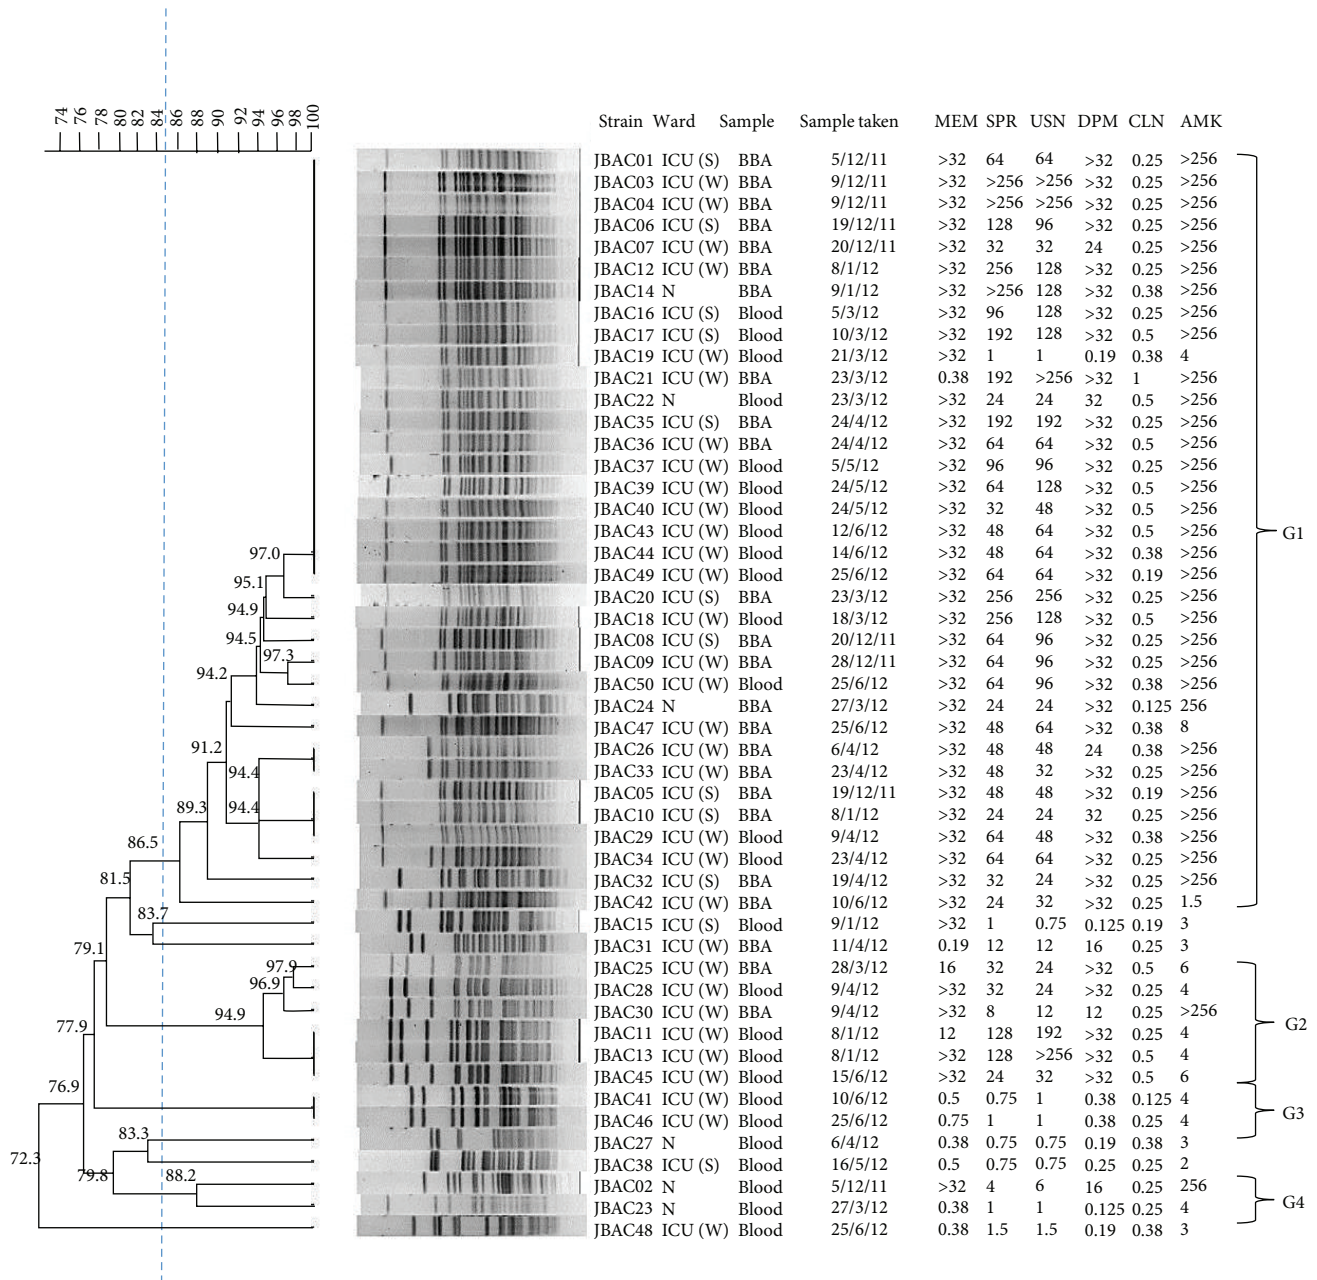 74 76 78 80 82 84 86 88 90 92 94 96 98 100
Strain Ward Sample Sample taken MEM SPR USN DPM CLN AMK
JBAC01 ICU (S) BBA 5/12/11 >32 64 64 >32 0.25 >256
JBAC03 ICU (W) BBA 9/12/11 >32 >256 >256 >32 0.25 >256
JBAC04 ICU (W) BBA 9/12/11 >32 >256 >256 >32 0.25 >256
JBAC06 ICU (S) BBA 19/12/11 >32 128 96 >32 0.25 >256
JBAC07 ICU (W) BBA 20/12/11 >32 32 32 24 0.25 >256
JBAC12 ICU (W) BBA 8/1/12 >32 256 128 >32 0.25 >256
JBAC14 N BBA 9/1/12 >32 >256 128 >32 0.38 >256
JBAC16 ICU (S) Blood 5/3/12 >32 96 128 >32 0.25 >256
JBAC17 ICU (S) Blood 10/3/12 >32 192 128 >32 0.5 >256
JBAC19 ICU (W) Blood 21/3/12 >32 1 1 0.19 0.38 4
JBAC21 ICU (W) BBA 23/3/12 0.38 192 >256 >32 1 >256
JBAC22 N Blood 23/3/12 >32 24 24 32 0.5 >256
JBAC35 ICU (S) BBA 24/4/12 >32 192 192 >32 0.25 >256
JBAC36 ICU (W) BBA 24/4/12 >32 64 64 >32 0.5 >256
JBAC37 ICU (W) Blood 5/5/12 >32 96 96 >32 0.25 >256
JBAC39 ICU (W) Blood 24/5/12 >32 64 128 >32 0.5 >256
JBAC40 ICU (W) Blood 24/5/12 >32 32 48 >32 0.5 >256
JBAC43 ICU (W) Blood 12/6/12 >32 48 64 >32 0.5 >256
G1
97.0 JBAC44 ICU (W) Blood 14/6/12 >32 48 64 >32 0.38 >256
95.1 JBAC49 ICU (W) Blood 25/6/12 >32 64 64 >32 0.19 >256
JBAC20 ICU (S) BBA 23/3/12 >32 256 256 >32 0.25 >256
94.9 JBAC18 ICU (W) Blood 18/3/12 >32 256 128 >32 0.5 >256
94.5 JBAC08 ICU (S) BBA 20/12/11 >32 64 96 >32 0.25 >256
97.3 JBAC09 ICU (W) BBA 28/12/11 >32 64 96 >32 0.25 >256
94.2 JBAC50 ICU (W) Blood 25/6/12 >32 64 96 >32 0.38 >256
JBAC24 N BBA 27/3/12 >32 24 24 >32 0.125 256
JBAC47 ICU (W) BBA 25/6/12 >32 48 64 >32 0.38 8
91.2 JBAC26 ICU (W) BBA 6/4/12 >32 48 48 24 0.38 >256
94.4 JBAC33 ICU (W) BBA 23/4/12 >32 48 32 >32 0.25 >256
JBAC05 ICU (S) BBA 19/12/11 >32 48 48 >32 0.19 >256
89.3 94.4 JBAC10 ICU (S) BBA 8/1/12 >32 24 24 32 0.25 >256
86.5 JBAC29 ICU (W) Blood 9/4/12 >32 64 48 >32 0.38 >256
JBAC34 ICU (W) Blood 23/4/12 >32 64 64 >32 0.25 >256
81.5 JBAC32 ICU (S) BBA 19/4/12 >32 32 24 >32 0.25 >256
JBAC42 ICU (W) BBA 10/6/12 >32 24 32 >32 0.25 1.5
83.7 JBAC15 ICU (S) Blood 9/1/12 >32 1 0.75 0.125 0.19 3
79.1 JBAC31 ICU (W) BBA 11/4/12 0.19 12 12 16 0.25 3
97.9 JBAC25 ICU (W) BBA 28/3/12 16 32 24 >32 0.5 6
96.9 JBAC28 ICU (W) Blood 9/4/12 >32 32 24 >32 0.25 4
94.9 JBAC30 ICU (W) BBA 9/4/12 >32 8 12 12 0.25 >256
G2
77.9 JBAC11 ICU (W) Blood 8/1/12 12 128 192 >32 0.25 4
JBAC13 ICU (W) Blood 8/1/12 >32 128 >256 >32 0.5 4
76.9 JBAC45 ICU (W) Blood 15/6/12 >32 24 32 >32 0.5 6
JBAC41 ICU (W) Blood 10/6/12 0.5 0.75 1 0.38 0.125 4
G3
JBAC46 ICU (W) Blood 25/6/12 0.75 1 1 0.38 0.25 4
83.3 JBAC27 N Blood 6/4/12 0.38 0.75 0.75 0.19 0.38 3
72.3 JBAC38 ICU (S) Blood 16/5/12 0.5 0.75 0.75 0.25 0.25 2
79.8 88.2 JBAC02 N Blood 5/12/11 >32 4 6 16 0.25 256
G4
JBAC23 N Blood 27/3/12 0.38 1 1 0.125 0.25 4
JBAC48 ICU (W) Blood 25/6/12 0.38 1.5 1.5 0.19 0.38 3